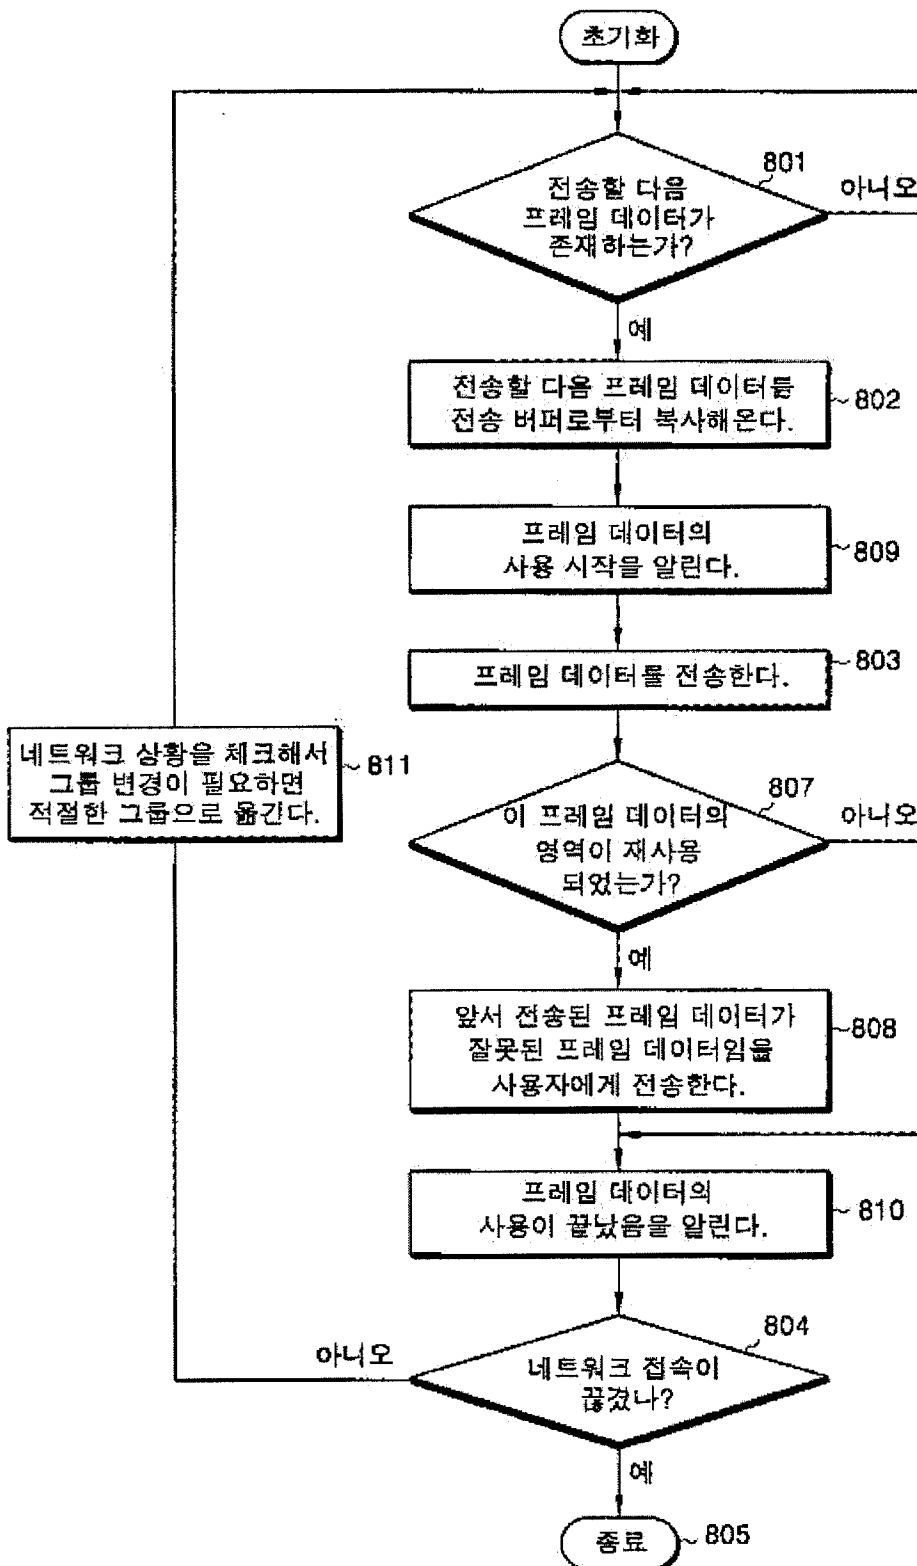 초기화
801
전송할 다음
프레임 데이터가
존재하는가?
아니오
예
전송할 다음 프레임 데이터를
전송 버퍼로부터 복사해온다.
802
프레임 데이터의
사용 시작을 알린다.
809
프레임 데이터를 전송한다.
803
네트워크 상황을 체크해서
그룹 변경이 필요하면
적절한 그룹으로 옮긴다.
811
807
이 프레임 데이터의
영역이 재사용
되었는가?
아니오
예
앞서 전송된 프레임 데이터가
잘못된 프레임 데이터임을
사용자에게 전송한다.
808
프레임 데이터의
사용이 끝났음을 알린다.
810
804
네트워크 접속이
끊겼나?
아니오
예
종료
805